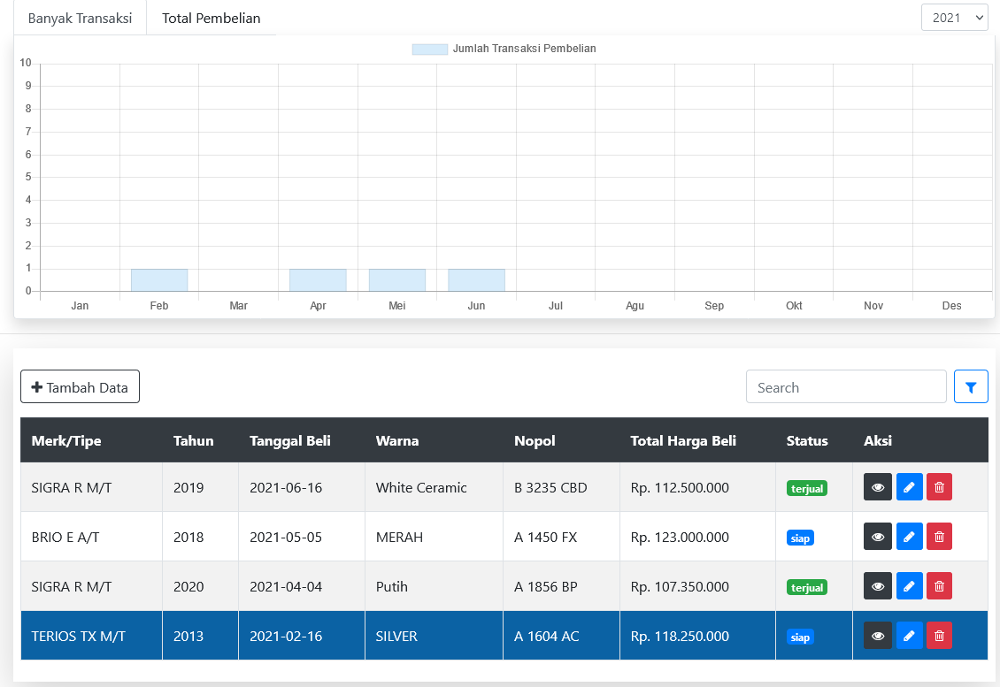 Banyak Transaksi Total Pembelian 2021
Jumlah Transaksi Pembelian
10
9
8
7
6
5
4
3
2
1
0
Jan Feb Mar Apr Mei Jun Jul Agu Sep Okt Nov Des
Tambah Data Search
Merk/Tipe Tahun Tanggal Beli Warna Nopol Total Harga Beli Status Aksi
SIGRA R M/T 2019 2021-06-16 White Ceramic B 3235 CBD Rp. 112.500.000 terjual
BRIO E A/T 2018 2021-05-05 MERAH A 1450 FX Rp. 123.000.000 siap
SIGRA R M/T 2020 2021-04-04 Putih A 1856 BP Rp. 107.350.000 terjual
TERIOS TX M/T 2013 2021-02-16 SILVER A 1604 AC Rp. 118.250.000 siap